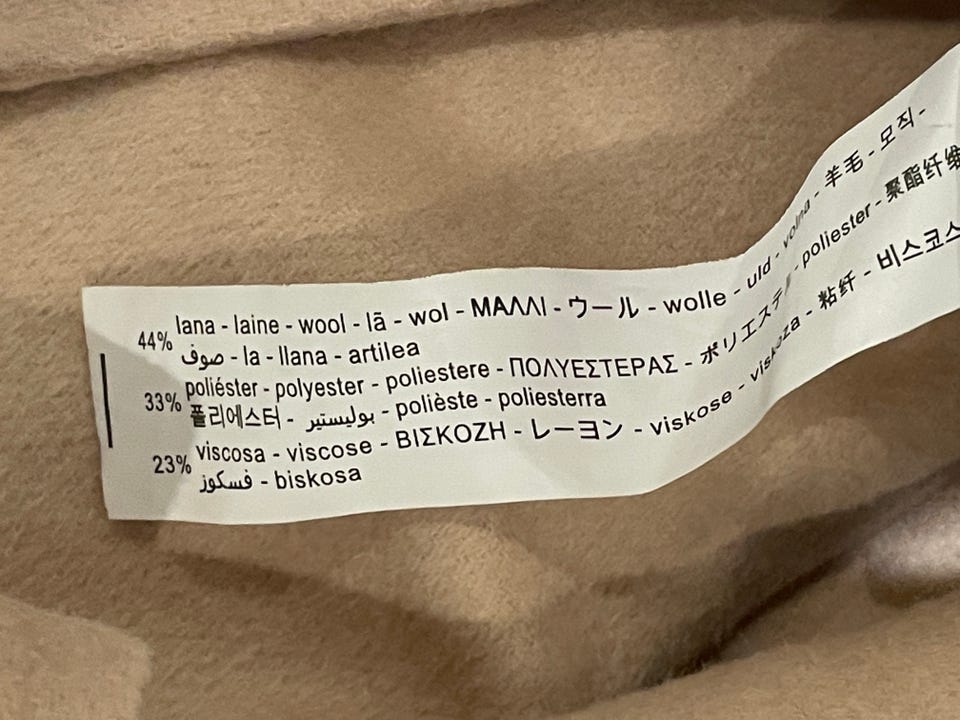 44% lana - laine - wool - lã - wol - ΜΑΛΛΙ - ウール - wolle - uld - volna - 羊毛 - 모직 -
صوف - la - llana - artilea
33% poliéster - polyester - poliestere - ΠΟΛΥΕΣΤΕΡΑΣ - ポリエステル - poliester - 聚酯纤维
폴리에스터 - بوليستير - polièste - poliesterra
23% viscosa - viscose - ΒΙΣΚΟΖΗ - レーヨン - viskose - viskoza - 粘纤 - 비스코스
فسكوز - biskosa